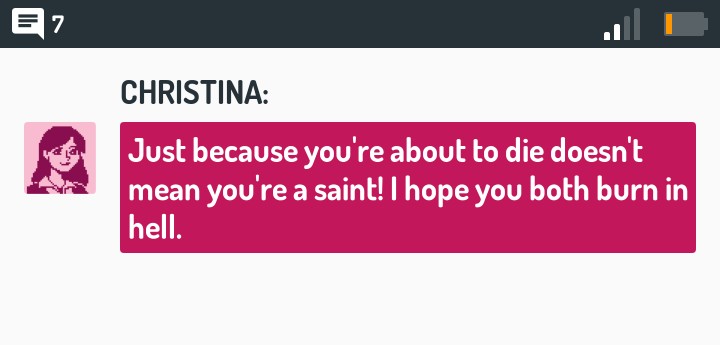 7
CHRISTINA:
Just because you're about to die doesn't
mean you're a saint! I hope you both burn in
hell.